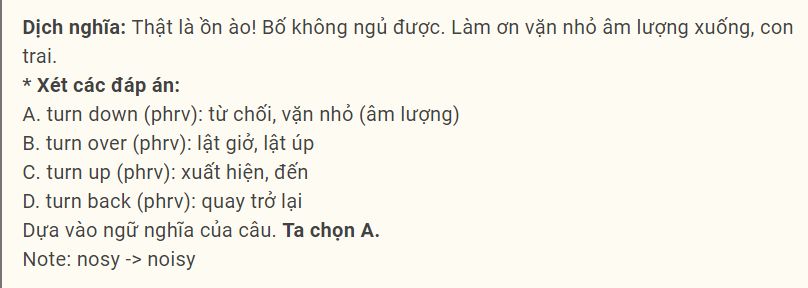 Dịch nghĩa: Thật là ồn ào! Bố không ngủ được. Làm ơn vặn nhỏ âm lượng xuống, con
trai.
* Xét các đáp án:
A. turn down (phrv): từ chối, vặn nhỏ (âm lượng)
B. turn over (phrv): lật giở, lật úp
C. turn up (phrv): xuất hiện, đến
D. turn back (phrv): quay trở lại
Dựa vào ngữ nghĩa của câu. Ta chọn A.
Note: nosy -> noisy